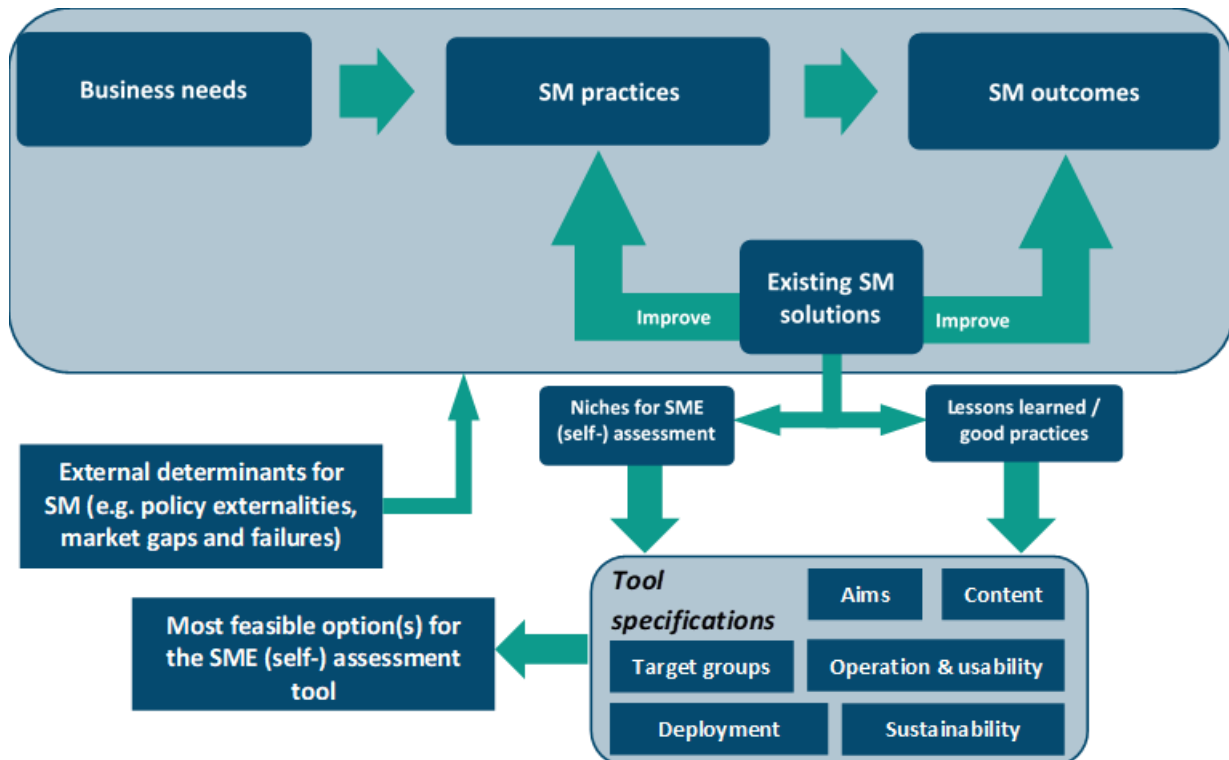 Business needs
SM practices
SM outcomes
Existing SM
solutions
Improve
Improve
Niches for SME
(self-) assessment
Lessons learned /
good practices
External determinants for
SM (e.g. policy externalities,
market gaps and failures)
Tool
specifications
Aims
Content
Target groups
Operation & usability
Deployment
Sustainability
Most feasible option(s) for
the SME (self-) assessment
tool